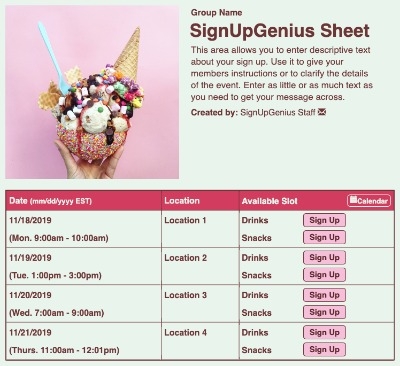 Group Name
SignUpGenius Sheet
This area allows you to enter descriptive text
about your sign up. Use it to give your
members instructions or to clarify the details
of the event. Enter as little or as much text as
you need to get your message across.
Created by: SignUpGenius Staff
Date (mm/dd/yyyy EST) Location Available Slot Calendar
11/18/2019 Location 1 Drinks Sign Up
(Mon. 9:00am - 10:00am) Snacks Sign Up
11/19/2019 Location 2 Drinks Sign Up
(Tue. 1:00pm - 3:00pm) Snacks Sign Up
11/20/2019 Location 3 Drinks Sign Up
(Wed. 7:00am - 9:00am) Snacks Sign Up
11/21/2019 Location 4 Drinks Sign Up
(Thurs. 11:00am - 12:01pm) Snacks Sign Up